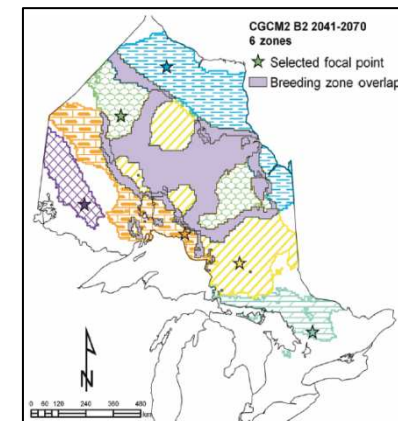 CGCM2 B2 2041-2070
6 zones
Selected focal point
Breeding zone overlap
N
0 60 120 240 360 480
km